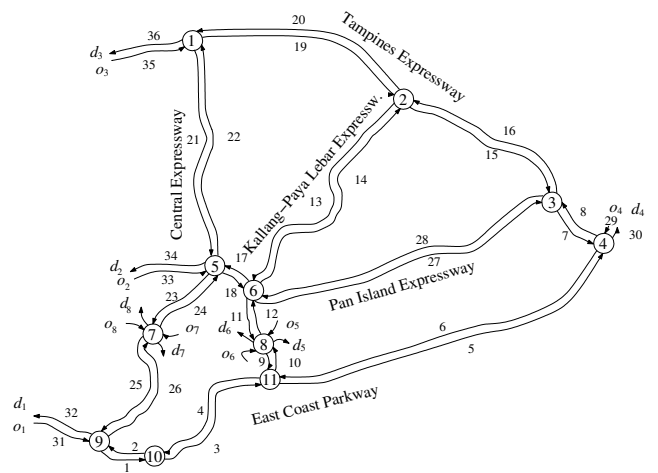 20
Tampines Expressway
36
1
19
d3
o3
35
2
Kallang–Paya Lebar Expressw.
16
15
21
22
Central Expressway
14
13
3
8
o4
29
d4
7
4
30
34
17
28
d2
o2
33
5
27
18
6
Pan Island Expressway
23
24
d8
11
12
o5
6
o8
7
o7
d6
8
d5
5
d7
o6
9
10
11
25
26
4
East Coast Parkway
d1
32
o1
31
9
2
10
3
1